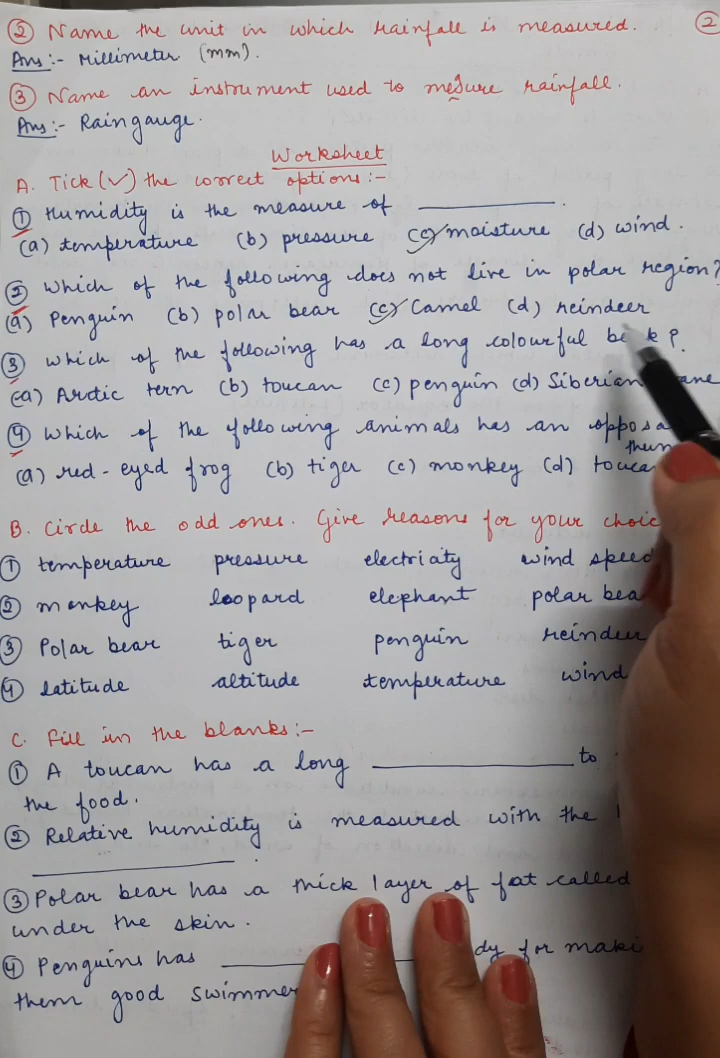 ② Name the unit in which rainfall is measured. ②
Ans:- Millimeter (mm).
③ Name an instrument used to mesure rainfall.
Ans:- Raingauge.
Worksheet
A. Tick (✓) the correct options:-
① Humidity is the measure of ________.
(a) temperature (b) pressure (c) moisture (d) wind.
② Which of the following does not live in polar region?
(a) Penguin (b) polar bear (c) Camel (d) reindeer
③ Which of the following has a long colourful
(a) Arctic tern (b) toucan (c) penguin (d) Siberian
④ Which of the following animals has an
(a) red-eyed frog (b) tiger (c) monkey (d)
B. Circle the odd ones. Give reasons for your
① temperature pressure electricity wind speed
② monkey leopard elephant polar
③ Polar bear tiger penguin
④ latitude altitude temperature wind
C. Fill in the blanks:-
① A toucan has a long ________ to
the food.
② Relative humidity is measured with the
________.
③ Polar bear has a thick layer of fat called
under the skin.
④ Penguins has ________ for
them good